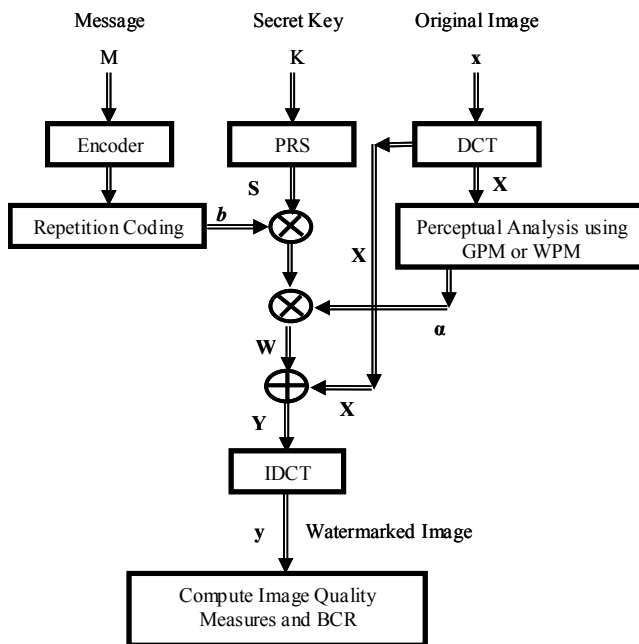 Message Secret Key Original Image
M K x
Encoder PRS DCT
S X
Repetition Coding b Perceptual Analysis using
GPM or WPM
X
α
W
X
Y
IDCT
y Watermarked Image
Compute Image Quality
Measures and BCR